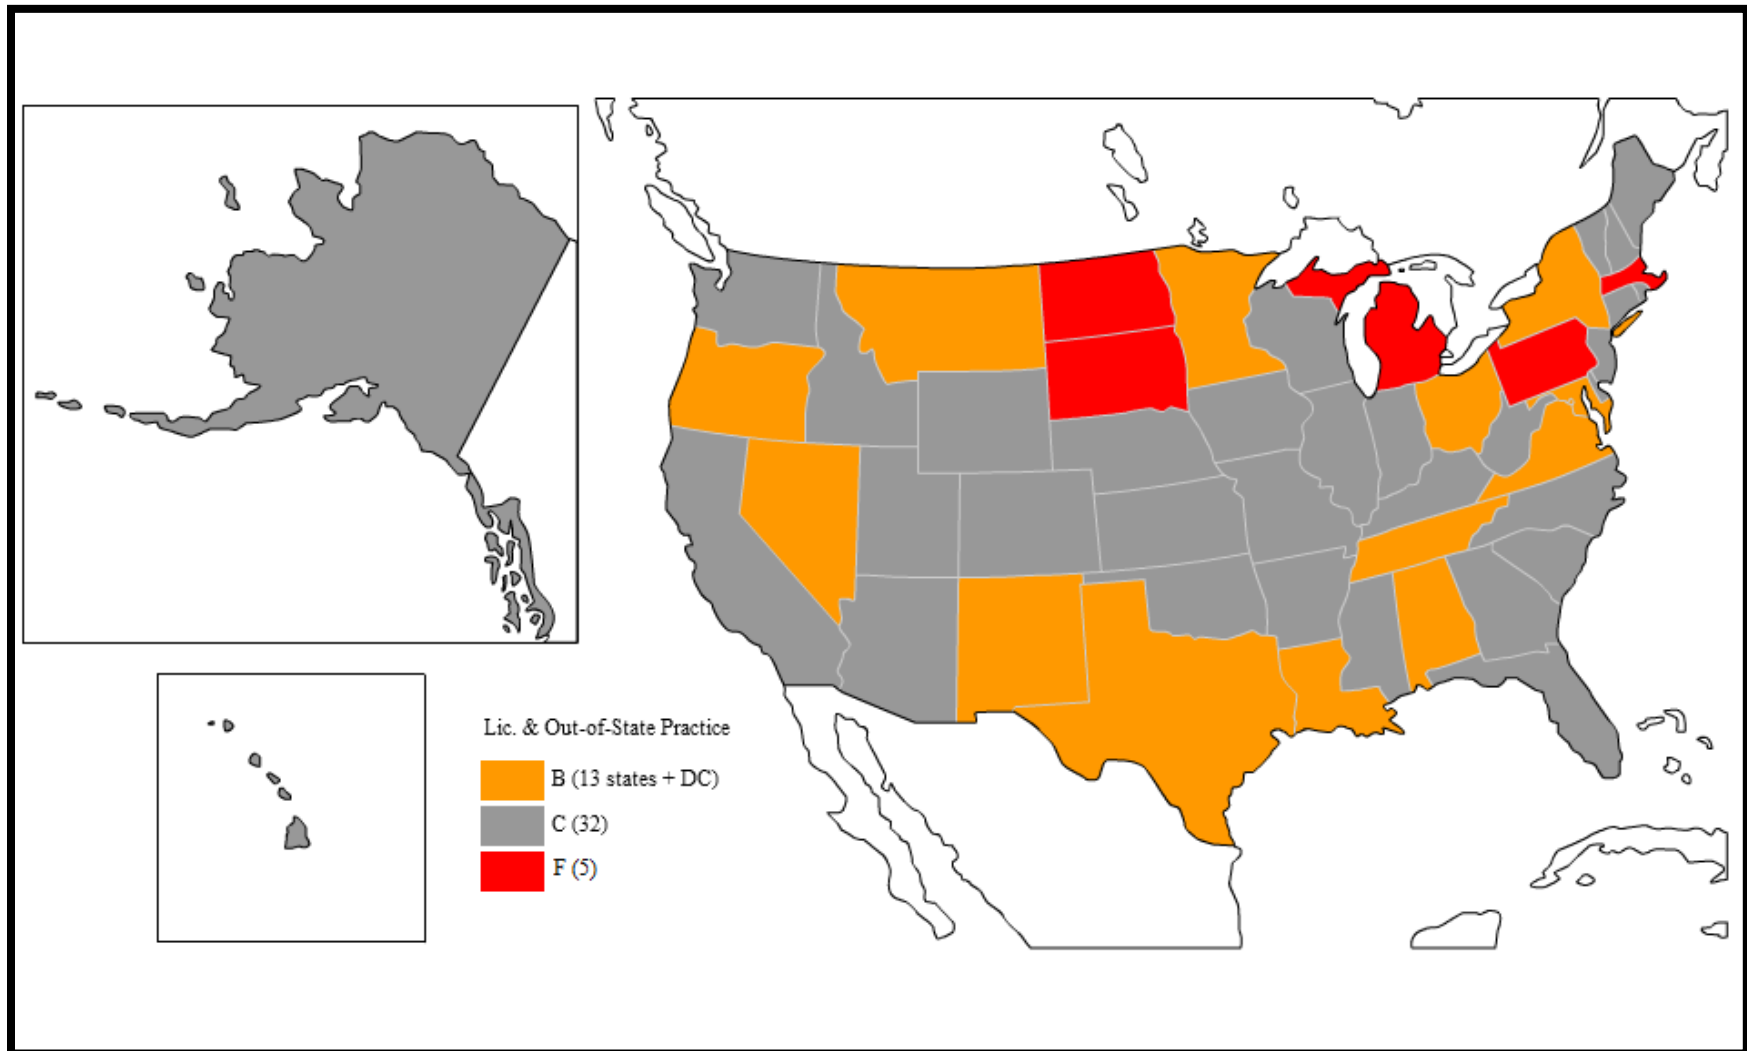 Lic. & Out-of-State Practice
B (13 states + DC)
C (32)
F (5)